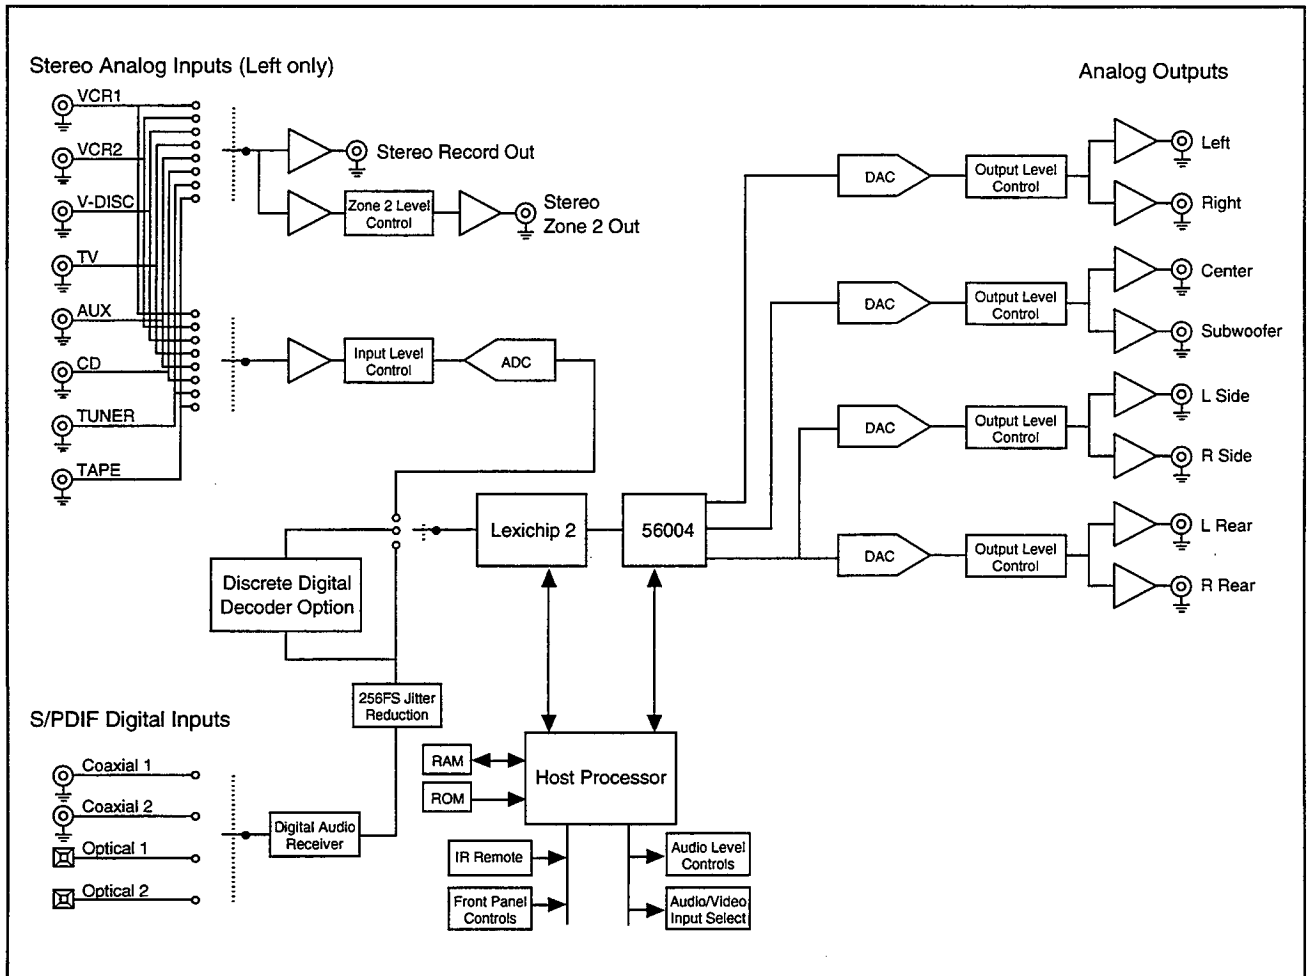 Stereo Analog Inputs (Left only)
Analog Outputs
VCR1
VCR2
V-DISC
TV
AUX
CD
TUNER
TAPE
Stereo Record Out
Zone 2 Level
Control
Stereo
Zone 2 Out
Input Level
Control
ADC
DAC
Output Level
Control
Left
Right
DAC
Output Level
Control
Center
Subwoofer
DAC
Output Level
Control
L Side
R Side
DAC
Output Level
Control
L Rear
R Rear
Lexichip 2
56004
Discrete Digital
Decoder Option
256FS Jitter
Reduction
S/PDIF Digital Inputs
Coaxial 1
Coaxial 2
Optical 1
Optical 2
Digital Audio
Receiver
RAM
ROM
Host Processor
IR Remote
Front Panel
Controls
Audio Level
Controls
Audio/Video
Input Select